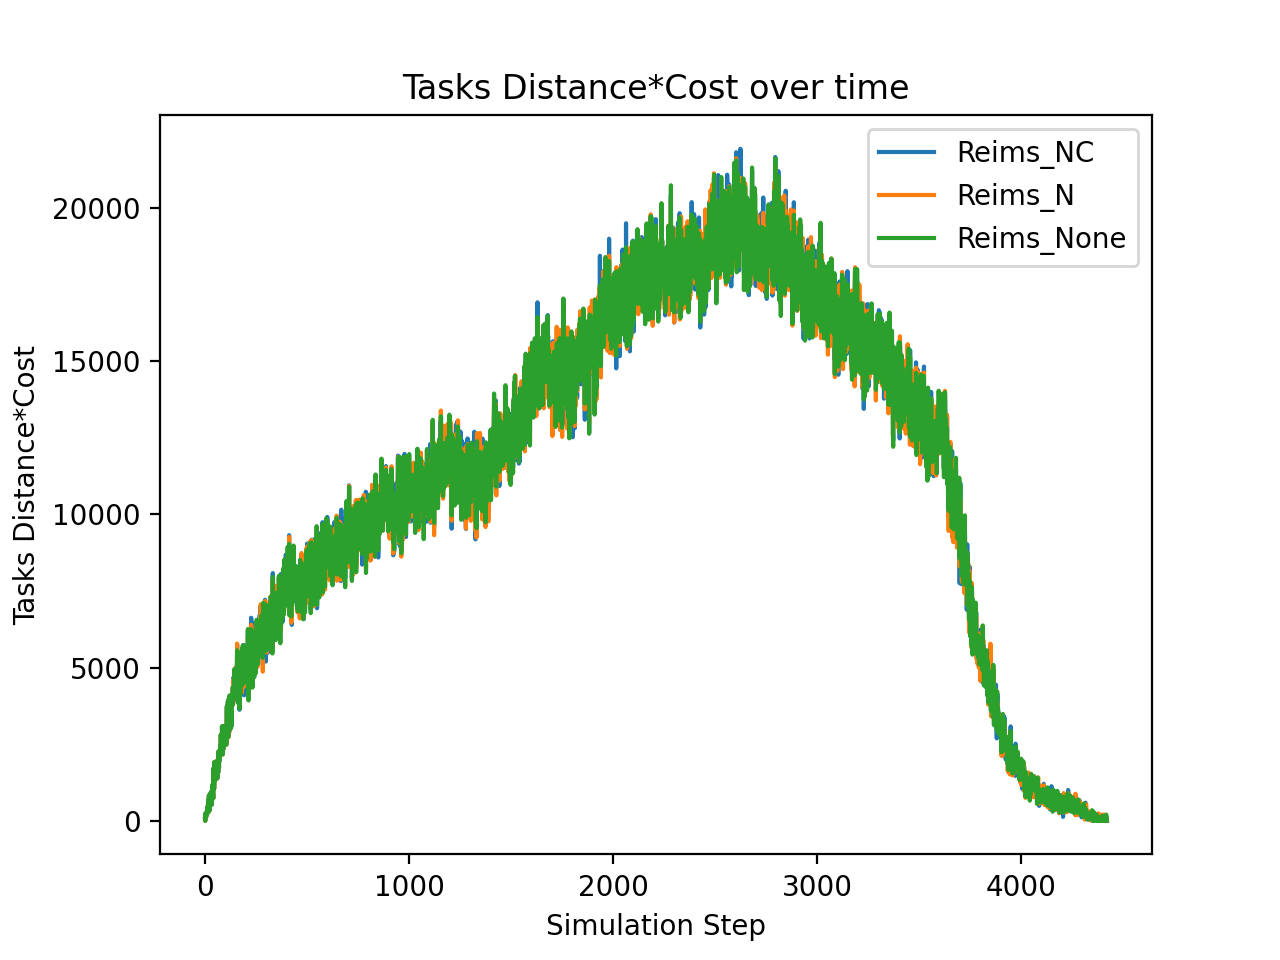 Tasks Distance*Cost over time
Reims_NC
Reims_N
Reims_None
Tasks Distance*Cost
20000
15000
10000
5000
0
0 1000 2000 3000 4000
Simulation Step